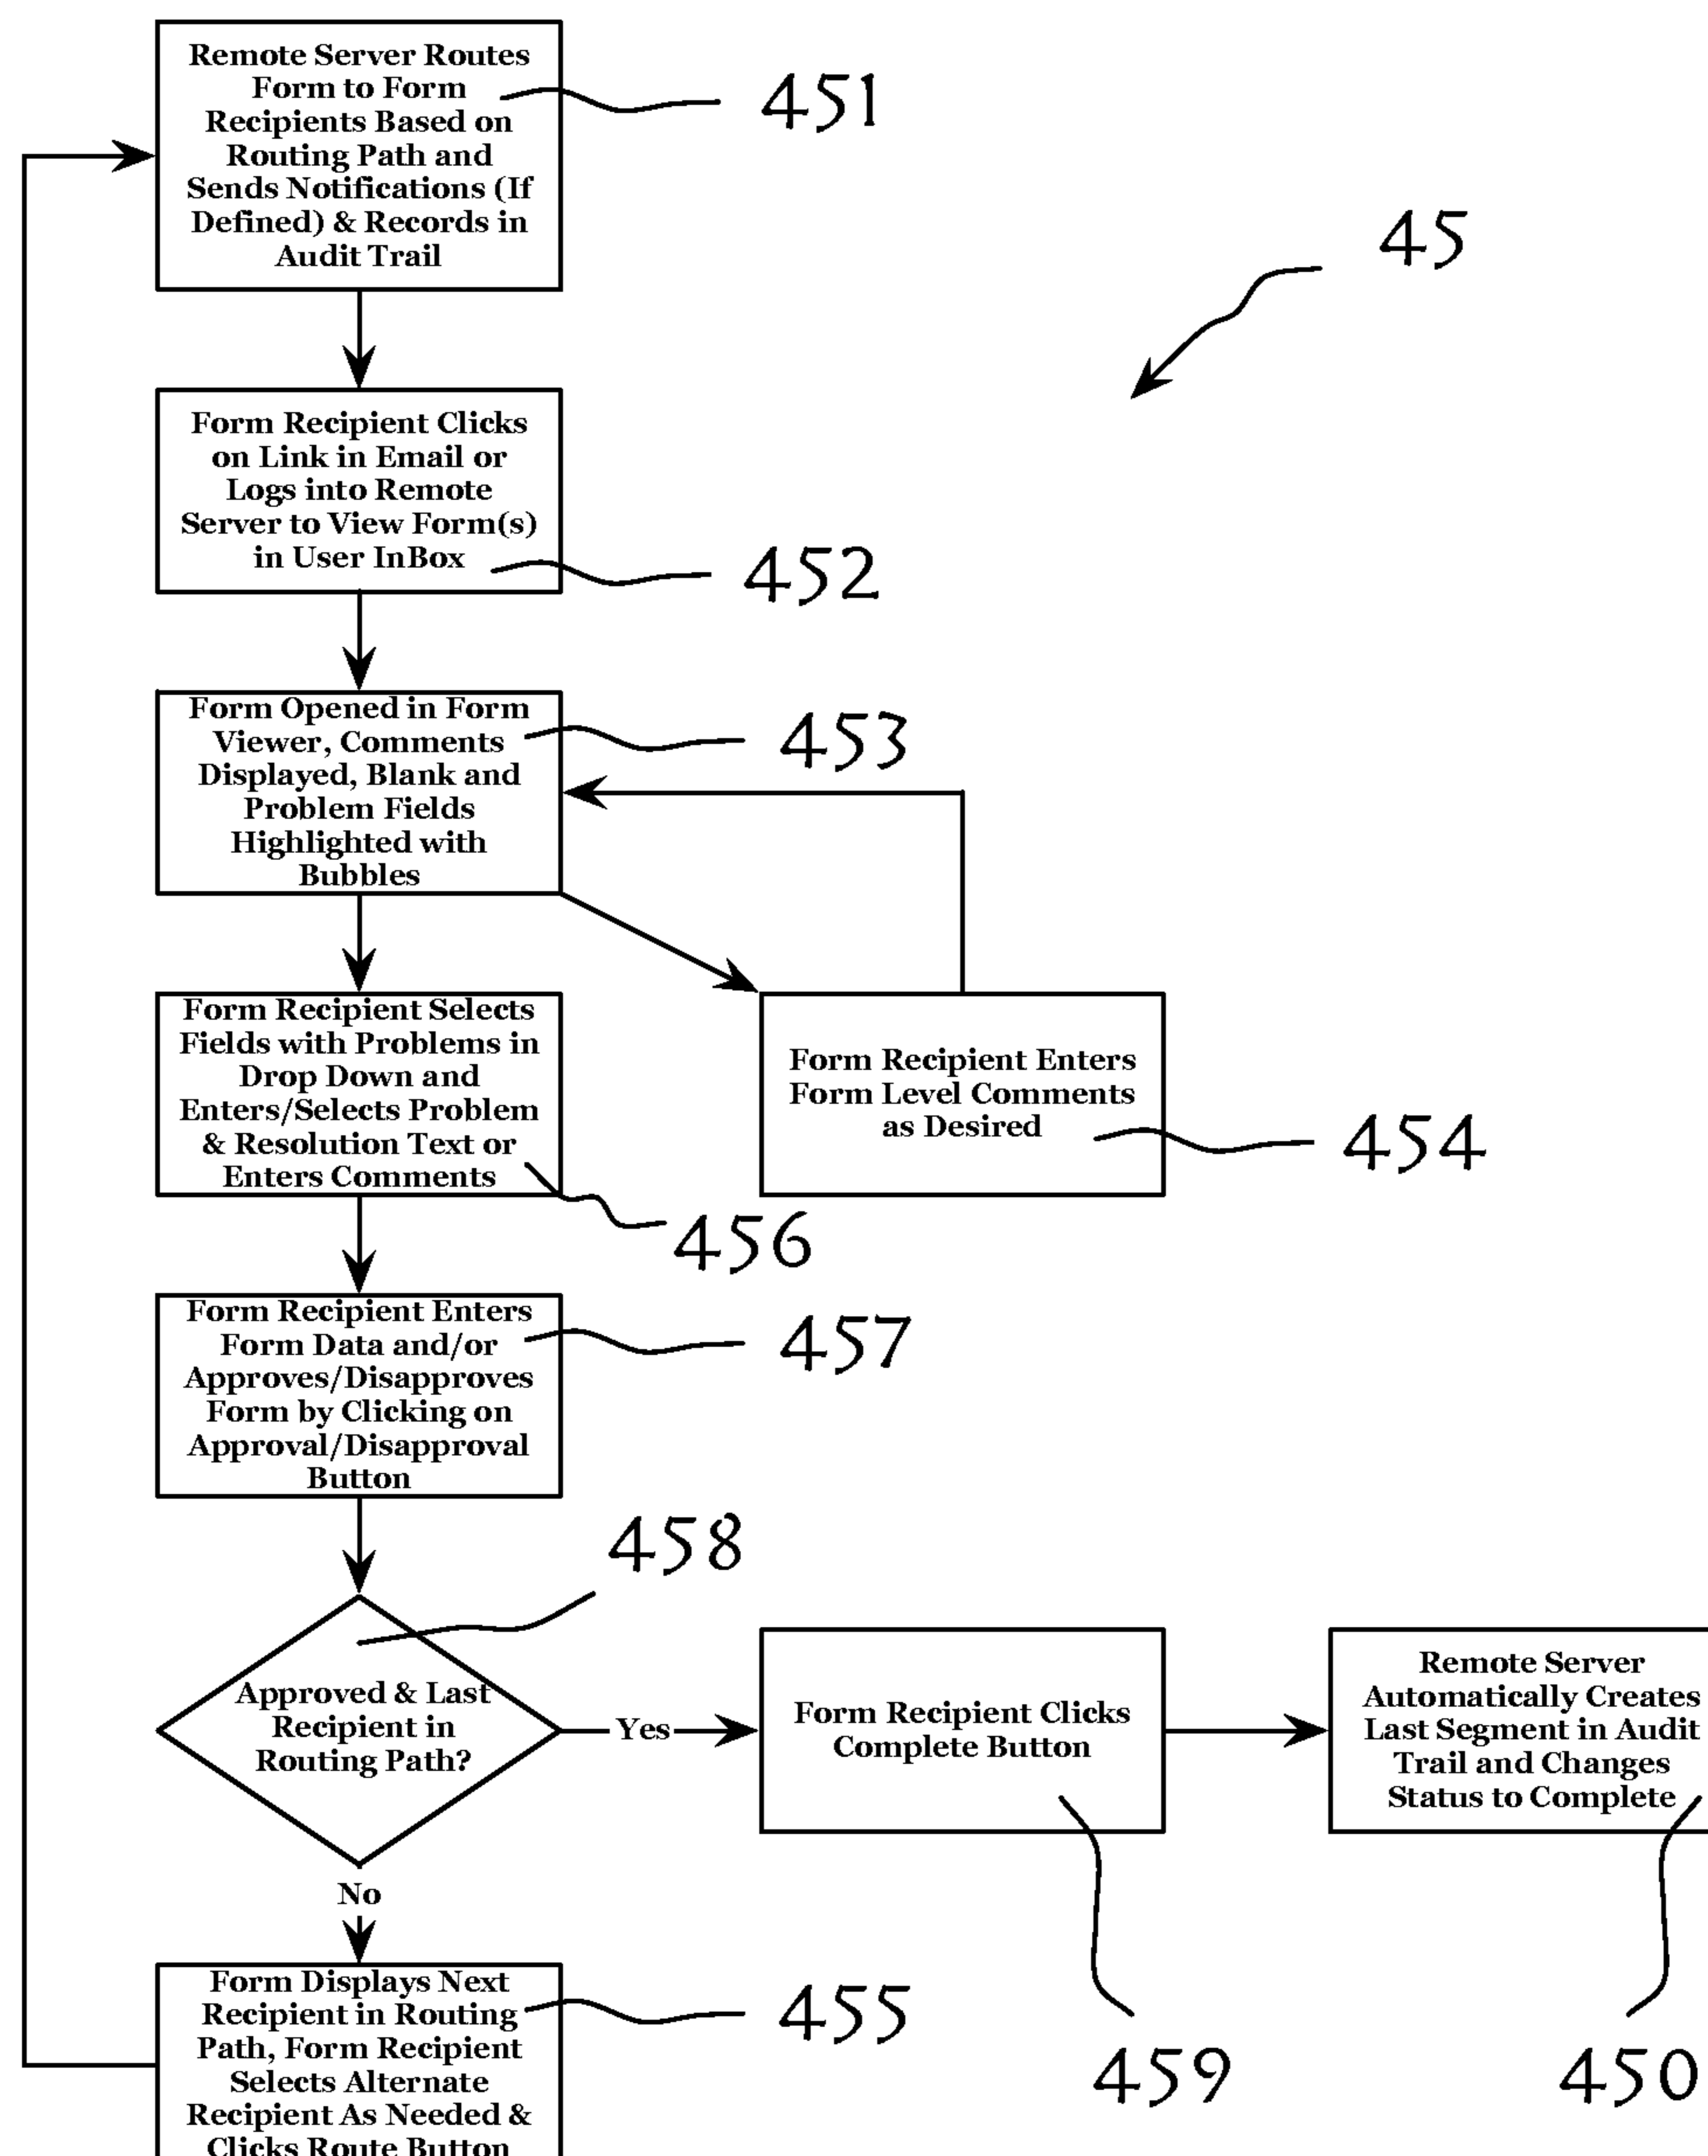 Remote Server Routes
Form to Form
Recipients Based on
Routing Path and
Sends Notifications (If
Defined) & Records in
Audit Trail
451
45
Form Recipient Clicks
on Link in Email or
Logs into Remote
Server to View Form(s)
in User InBox
452
Form Opened in Form
Viewer, Comments
Displayed, Blank and
Problem Fields
Highlighted with
Bubbles
453
Form Recipient Selects
Fields with Problems in
Drop Down and
Enters/Selects Problem
& Resolution Text or
Enters Comments
456
Form Recipient Enters
Form Level Comments
as Desired
454
Form Recipient Enters
Form Data and/or
Approves/Disapproves
Form by Clicking on
Approval/Disapproval
Button
457
458
Approved & Last
Recipient in
Routing Path?
Yes
Form Recipient Clicks
Complete Button
Remote Server
Automatically Creates
Last Segment in Audit
Trail and Changes
Status to Complete
No
Form Displays Next
Recipient in Routing
Path, Form Recipient
Selects Alternate
Recipient As Needed &
Clicks Route Button
455
459
450